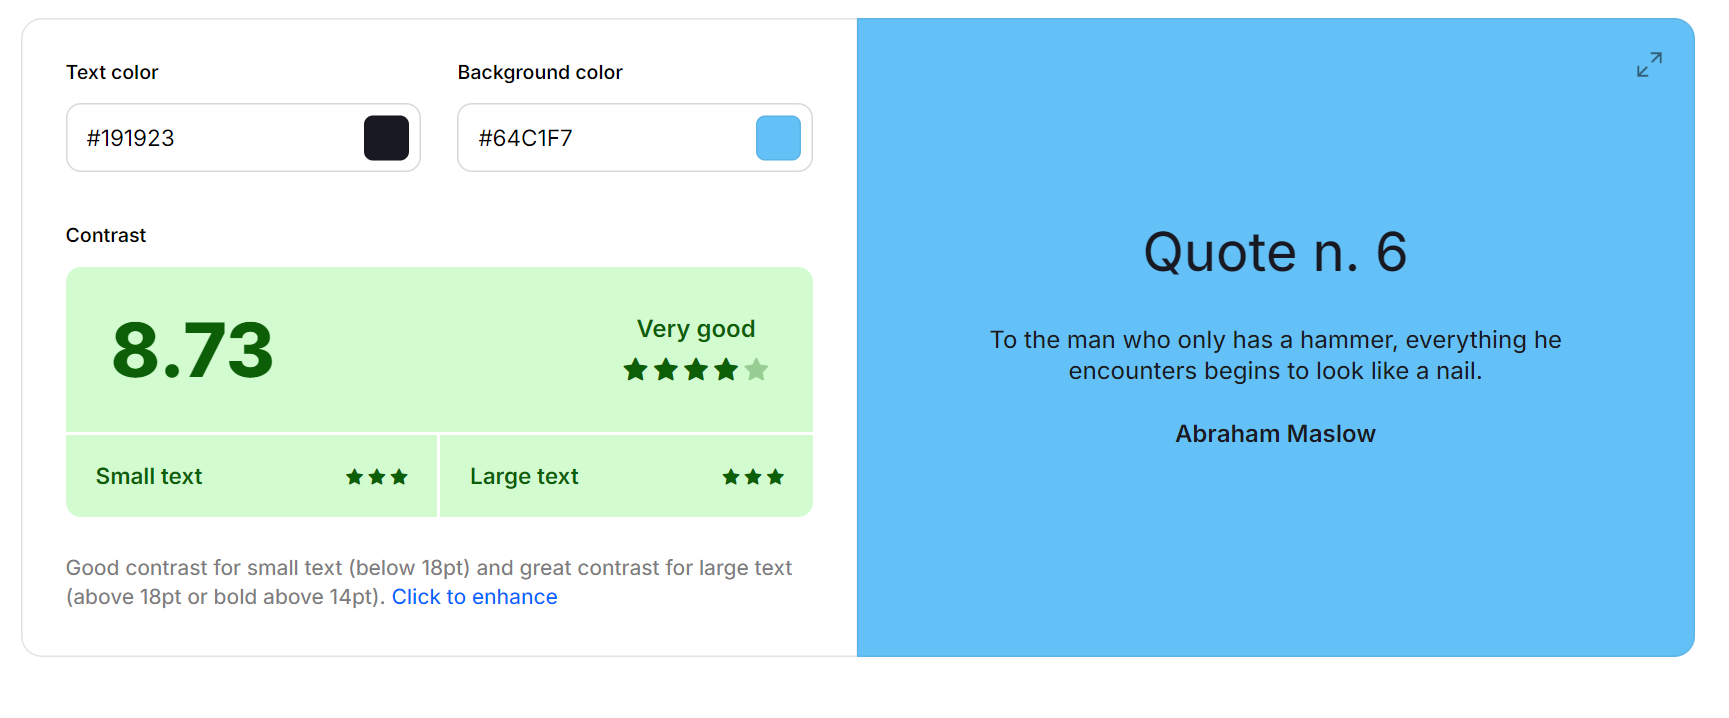 Text color
#191923
Background color
#64C1F7
Contrast
8.73
Very good
Small text
Large text
Good contrast for small text (below 18pt) and great contrast for large text
(above 18pt or bold above 14pt). Click to enhance
Quote n. 6
To the man who only has a hammer, everything he
encounters begins to look like a nail.
Abraham Maslow